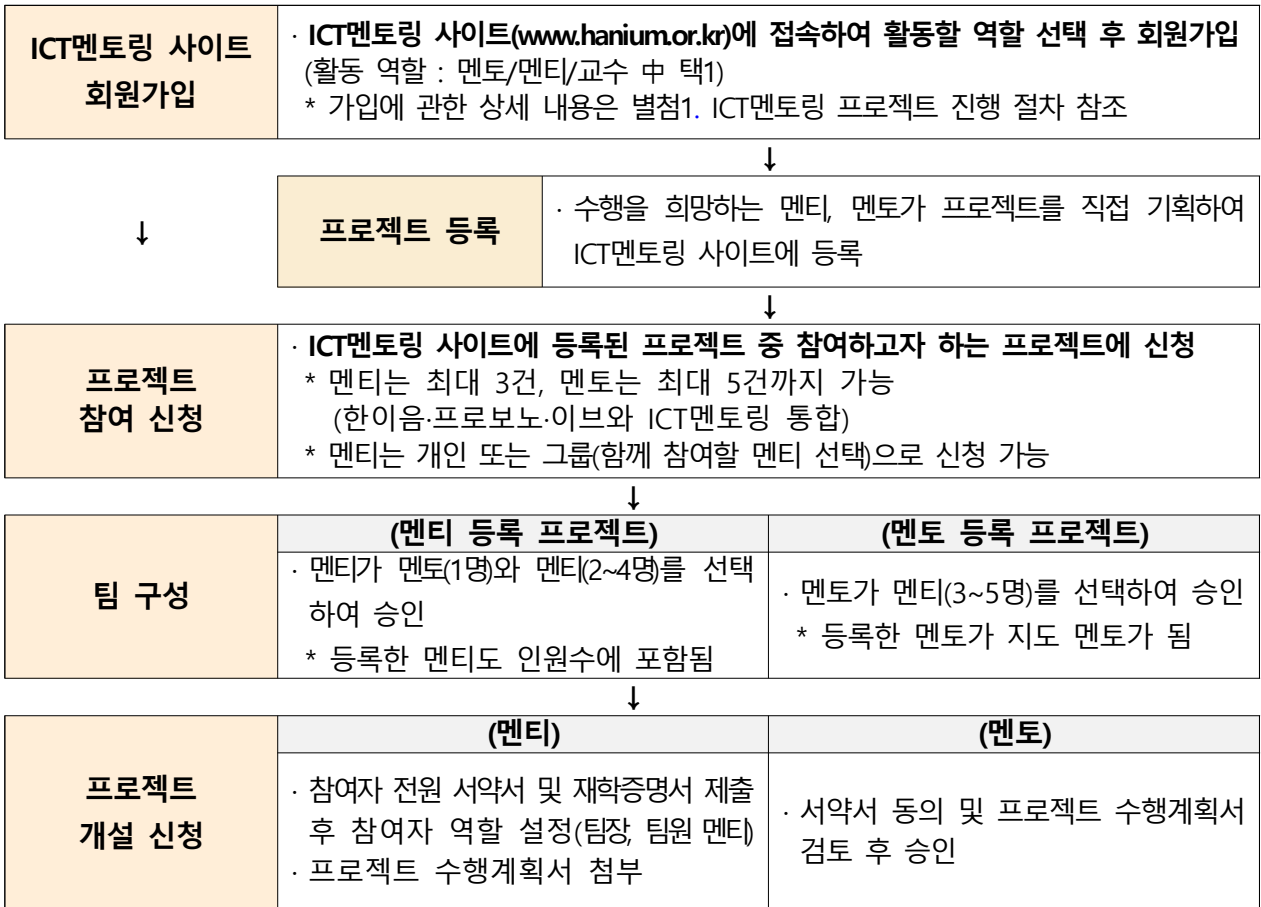 ICT멘토링 사이트
회원가입
· ICT멘토링 사이트(www.hanium.or.kr)에 접속하여 활동할 역할 선택 후 회원가입
(활동 역할 : 멘토/멘티/교수 中 택1)
* 가입에 관한 상세 내용은 별첨1. ICT멘토링 프로젝트 진행 절차 참조
↓
↓
프로젝트 등록
· 수행을 희망하는 멘티, 멘토가 프로젝트를 직접 기획하여
ICT멘토링 사이트에 등록
↓
프로젝트
참여 신청
· ICT멘토링 사이트에 등록된 프로젝트 중 참여하고자 하는 프로젝트에 신청
* 멘티는 최대 3건, 멘토는 최대 5건까지 가능
(한이음·프로보노·이브와 ICT멘토링 통합)
* 멘티는 개인 또는 그룹(함께 참여할 멘티 선택)으로 신청 가능
↓
팀 구성
(멘티 등록 프로젝트)
· 멘티가 멘토(1명)와 멘티(2~4명)를 선택
하여 승인
* 등록한 멘티도 인원수에 포함됨
(멘토 등록 프로젝트)
· 멘토가 멘티(3~5명)를 선택하여 승인
* 등록한 멘토가 지도 멘토가 됨
↓
프로젝트
개설 신청
(멘티)
· 참여자 전원 서약서 및 재학증명서 제출
후 참여자 역할 설정(팀장, 팀원 멘티)
· 프로젝트 수행계획서 첨부
(멘토)
· 서약서 동의 및 프로젝트 수행계획서
검토 후 승인